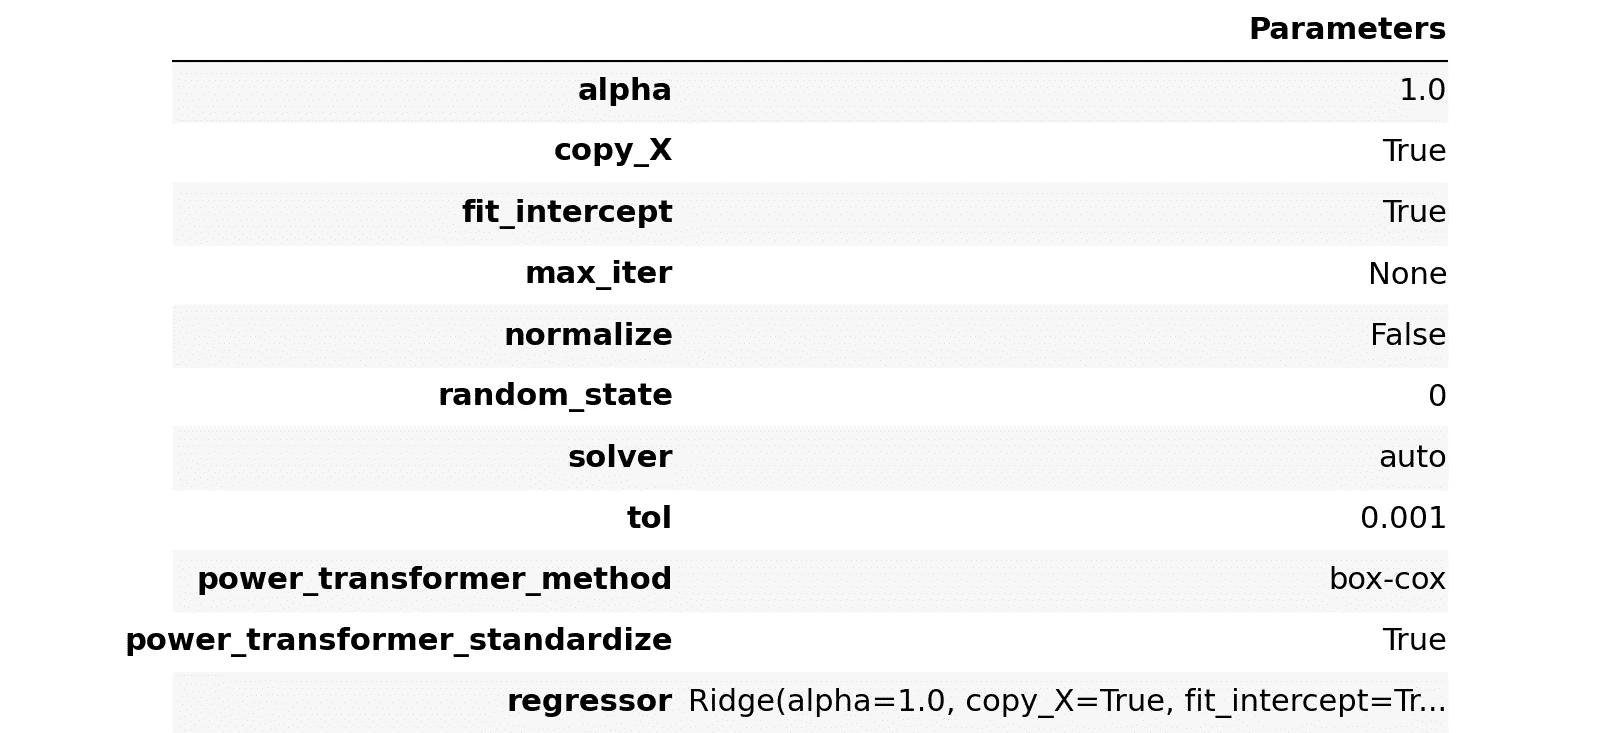 Parameters
alpha 1.0
copy_X True
fit_intercept True
max_iter None
normalize False
random_state 0
solver auto
tol 0.001
power_transformer_method box-cox
power_transformer_standardize True
regressor Ridge(alpha=1.0, copy_X=True, fit_intercept=Tr...